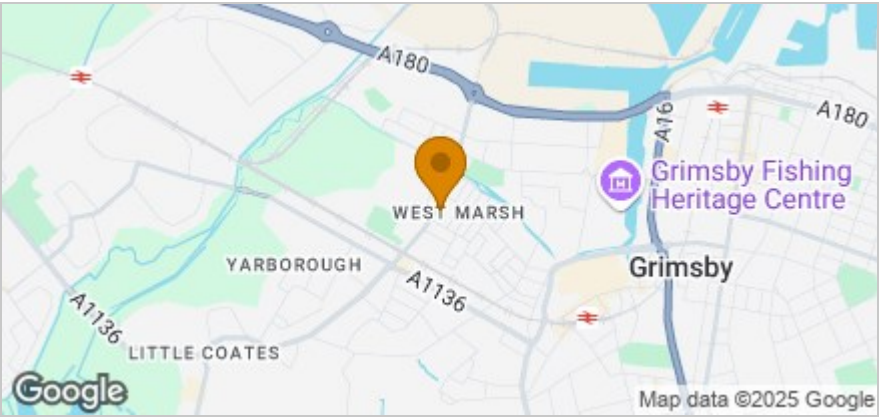 A180
A16
A180
Grimsby Fishing
Heritage Centre
WEST MARSH
YARBOROUGH
Grimsby
A1136
A1136
LITTLE COATES
Google
Map data ©2025 Google